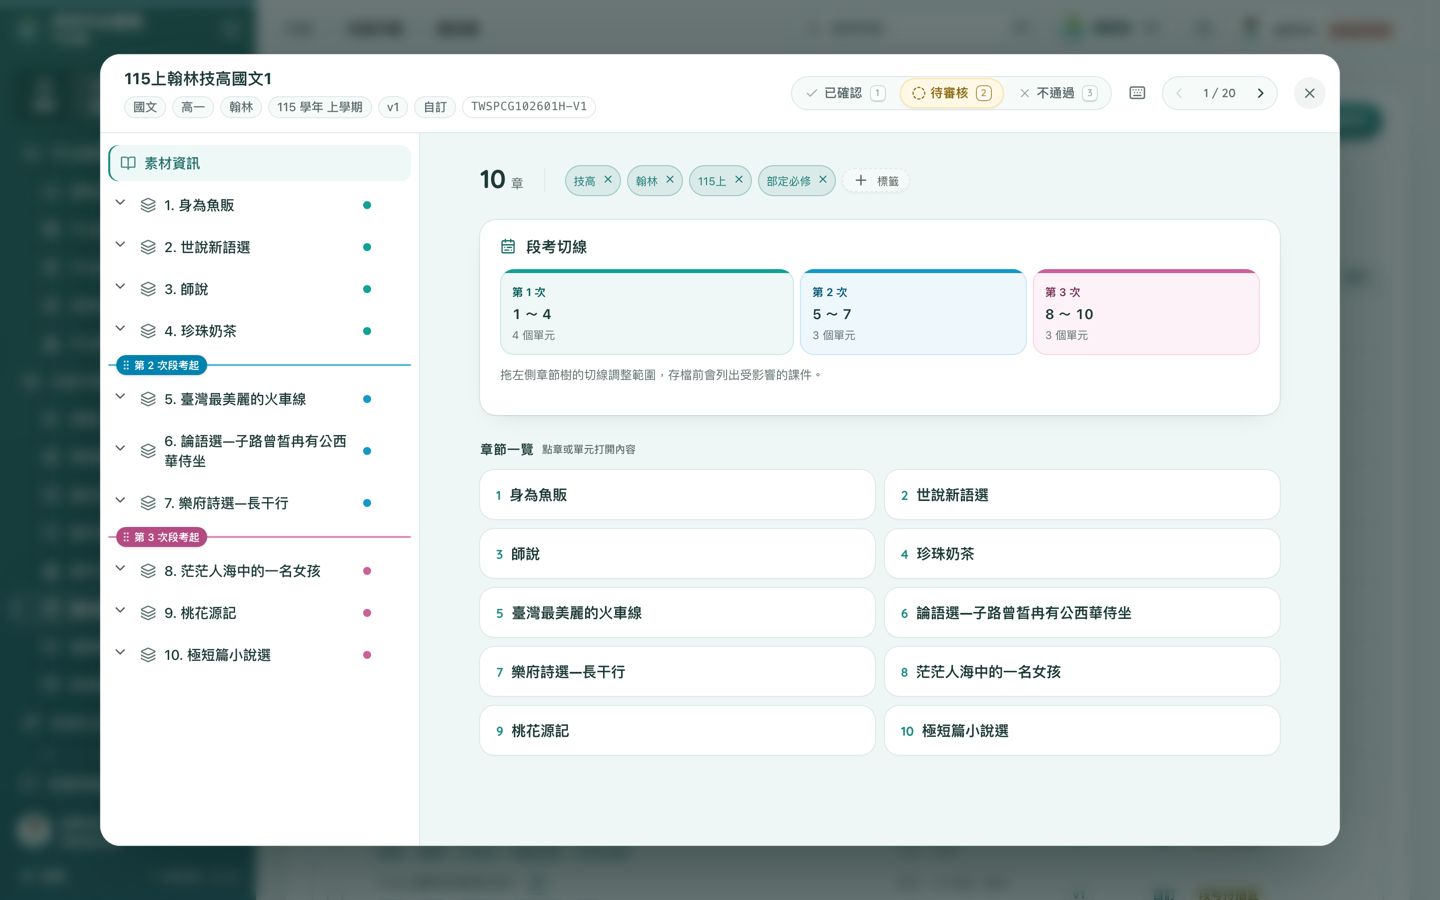 115上翰林技高國文1
國文 高一 翰林 115 學年 上學期 v1 自訂 TWSPCG102601H-V1
已確認 1 待審核 2 不通過 3
1 / 20
素材資訊
1. 身為魚販
2. 世說新語選
3. 師說
4. 珍珠奶茶
第 2 次段考起
5. 臺灣最美麗的火車線
6. 論語選—子路曾皙冉有公西
華侍坐
7. 樂府詩選—長干行
第 3 次段考起
8. 茫茫人海中的一名女孩
9. 桃花源記
10. 極短篇小說選
10 章
技高 × 翰林 × 115上 × 部定必修 × + 標籤
段考切線
第 1 次
1 ～ 4
4 個單元
第 2 次
5 ～ 7
3 個單元
第 3 次
8 ～ 10
3 個單元
拖左側章節樹的切線調整範圍，存檔前會列出受影響的課件。
章節一覽 點章或單元打開內容
1 身為魚販
2 世說新語選
3 師說
4 珍珠奶茶
5 臺灣最美麗的火車線
6 論語選—子路曾皙冉有公西華侍坐
7 樂府詩選—長干行
8 茫茫人海中的一名女孩
9 桃花源記
10 極短篇小說選